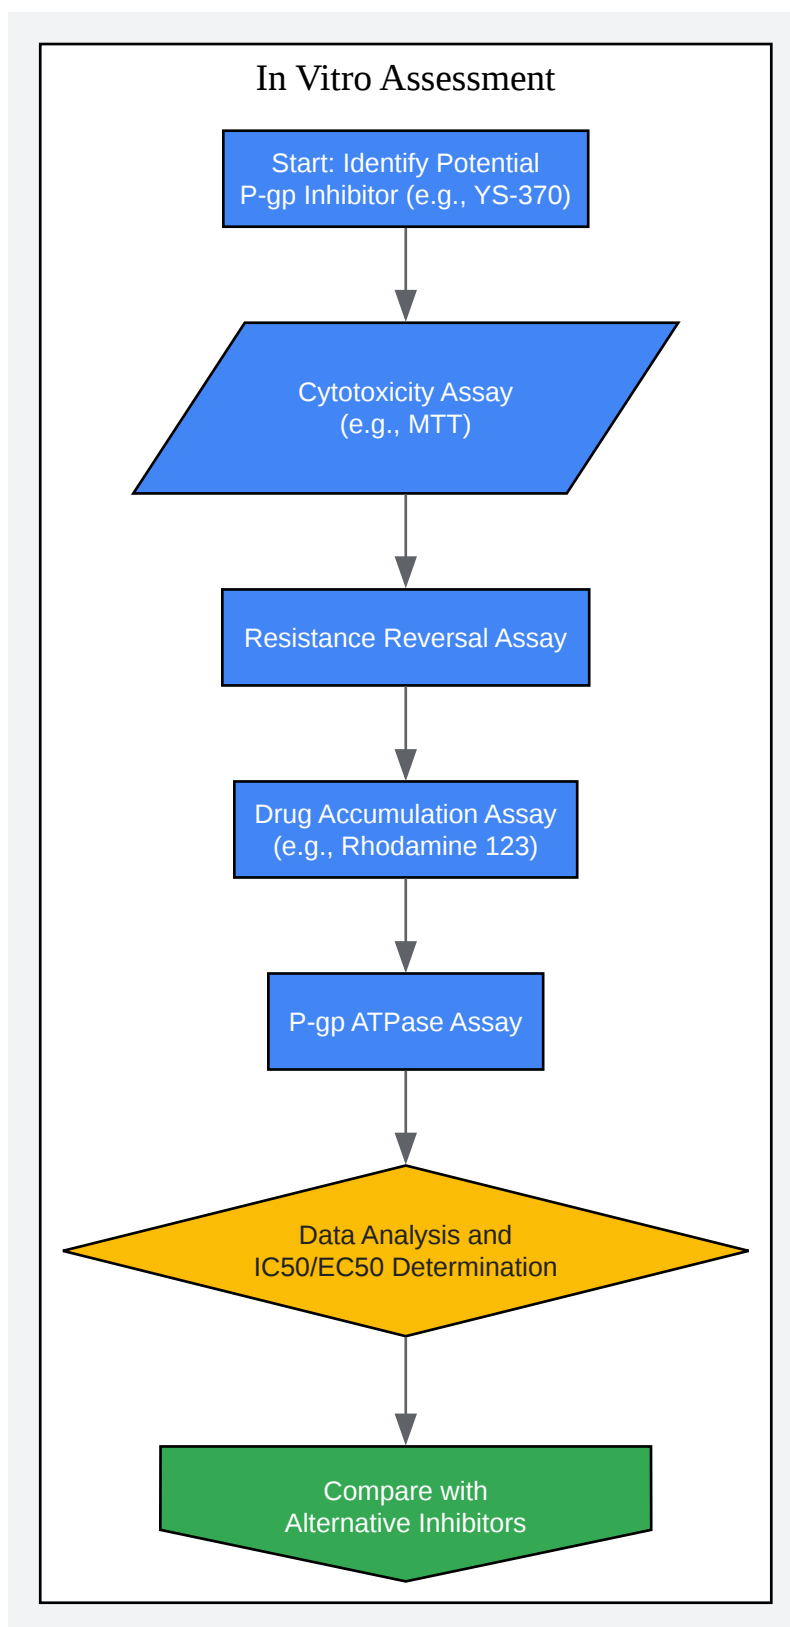 In Vitro Assessment
Start: Identify Potential
P-gp Inhibitor (e.g., YS-370)
Cytotoxicity Assay
(e.g., MTT)
Resistance Reversal Assay
Drug Accumulation Assay
(e.g., Rhodamine 123)
P-gp ATPase Assay
Data Analysis and
IC50/EC50 Determination
Compare with
Alternative Inhibitors